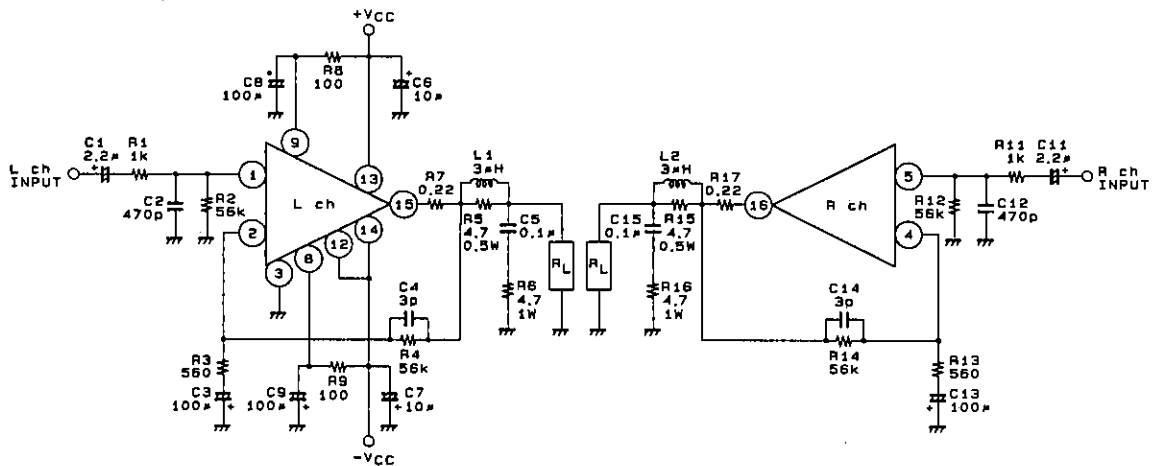 +VCC
C8
100μ
R8
100
C6
10μ
L ch
INPUT
C1
2.2μ
R1
1k
C2
470p
R2
56k
1
2
3
9
13
15
14
12
8
L ch
R7
0.22
L1
3μH
R5
4.7
0.5W
C5
0.1μ
R6
4.7
1W
RL
C4
3p
R4
56k
R3
560
C3
100μ
C9
100μ
R9
100
C7
10μ
-VCC
L2
3μH
R17
0.22
C15
0.1μ
R15
4.7
0.5W
RL
R16
4.7
1W
16
R ch
5
4
R11
1k
C11
2.2μ
R ch
INPUT
R12
56k
C12
470p
C14
3p
R14
56k
R13
560
C13
100μ